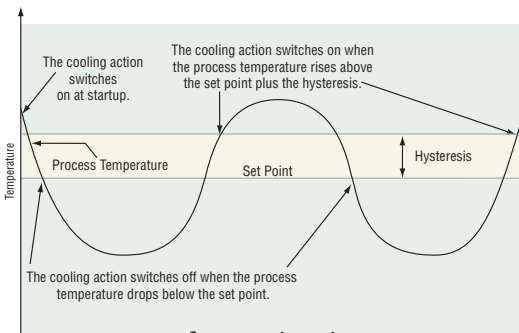 The cooling action
switches
on at startup.
The cooling action switches on when
the process temperature rises above
the set point plus the hysteresis.
Temperature
Process Temperature
Set Point
Hysteresis
The cooling action switches off when the process
temperature drops below the set point.